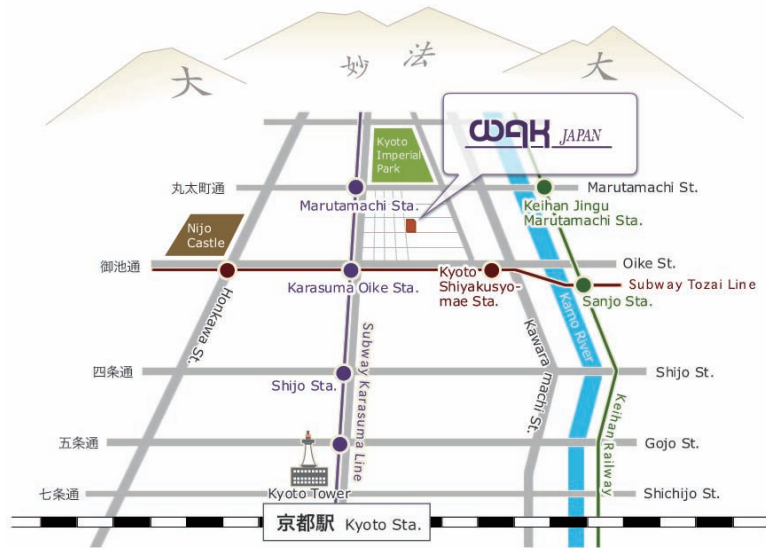 大
妙
法
大
WAK JAPAN
Kyoto
Imperial
Park
丸太町通
Marutamachi St.
Marutamachi Sta.
Keihan Jingu
Marutamachi Sta.
Nijo
Castle
御池通
Oike St.
Karasuma Oike Sta.
Kyoto
Shiyakusyo-
mae Sta.
Subway Tozai Line
Sanjo Sta.
Honkawa St.
Subway Karasuma Line
Kawara machi St.
Kamo River
Keihan Railway
四条通
Shijo Sta.
Shijo St.
五条通
Gojo St.
Kyoto Tower
七条通
Shichijo St.
京都駅 Kyoto Sta.